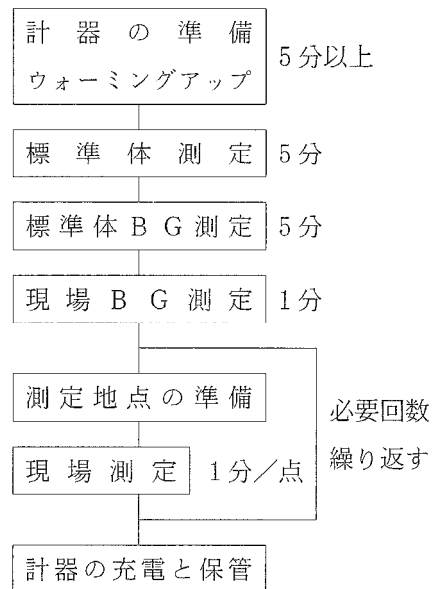 計器の準備
ウォーミングアップ
5分以上
標準体測定
5分
標準体BG測定
5分
現場BG測定
1分
測定地点の準備
現場測定
1分／点
必要回数
繰り返す
計器の充電と保管